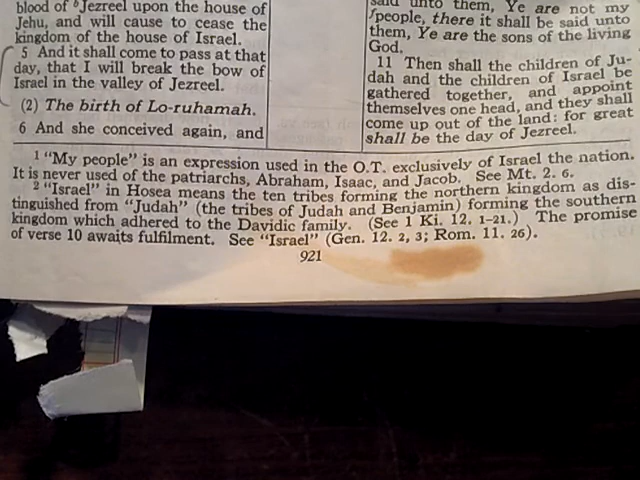 blood of b Jezreel upon the house of
Jehu, and will cause to cease the
kingdom of the house of Israel.
5 And it shall come to pass at that
day, that I will break the bow of
Israel in the valley of Jezreel.
(2) The birth of Lo-ruhamah.
6 And she conceived again, and
said unto them, Ye are not my
people, there it shall be said unto
them, Ye are the sons of the living
God.
11 Then shall the children of Ju-
dah and the children of Israel be
gathered together, and appoint
themselves one head, and they shall
come up out of the land: for great
shall be the day of Jezreel.
1 "My people" is an expression used in the O.T. exclusively of Israel the nation.
It is never used of the patriarchs, Abraham, Isaac, and Jacob. See Mt. 2. 6.
2 "Israel" in Hosea means the ten tribes forming the northern kingdom as dis-
tinguished from "Judah" (the tribes of Judah and Benjamin) forming the southern
kingdom which adhered to the Davidic family. (See 1 Ki. 12. 1-21.) The promise
of verse 10 awaits fulfilment. See "Israel" (Gen. 12. 2, 3; Rom. 11. 26).
921